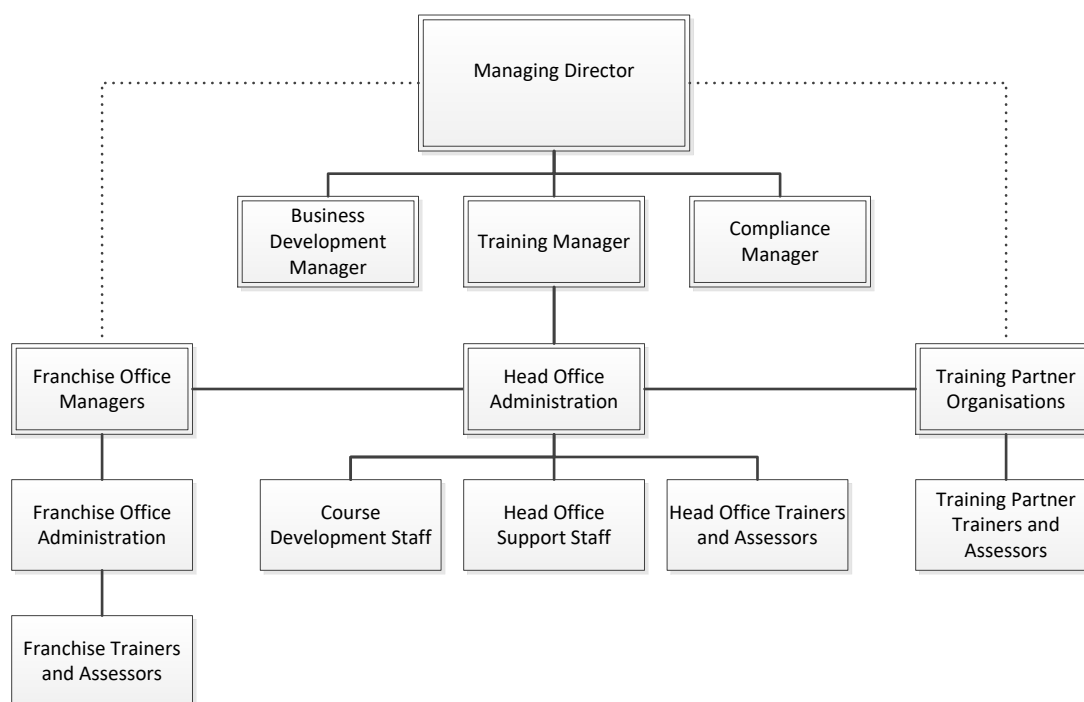 Managing Director
Business
Development
Manager
Training Manager
Compliance
Manager
Franchise Office
Managers
Head Office
Administration
Training Partner
Organisations
Franchise Office
Administration
Course
Development Staff
Head Office
Support Staff
Head Office Trainers
and Assessors
Training Partner
Trainers and
Assessors
Franchise Trainers
and Assessors